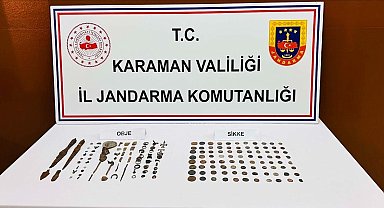 T.C.
KARAMAN VALİLİĞİ
İL JANDARMA KOMUTANLIĞI
OBJE
SİKKE